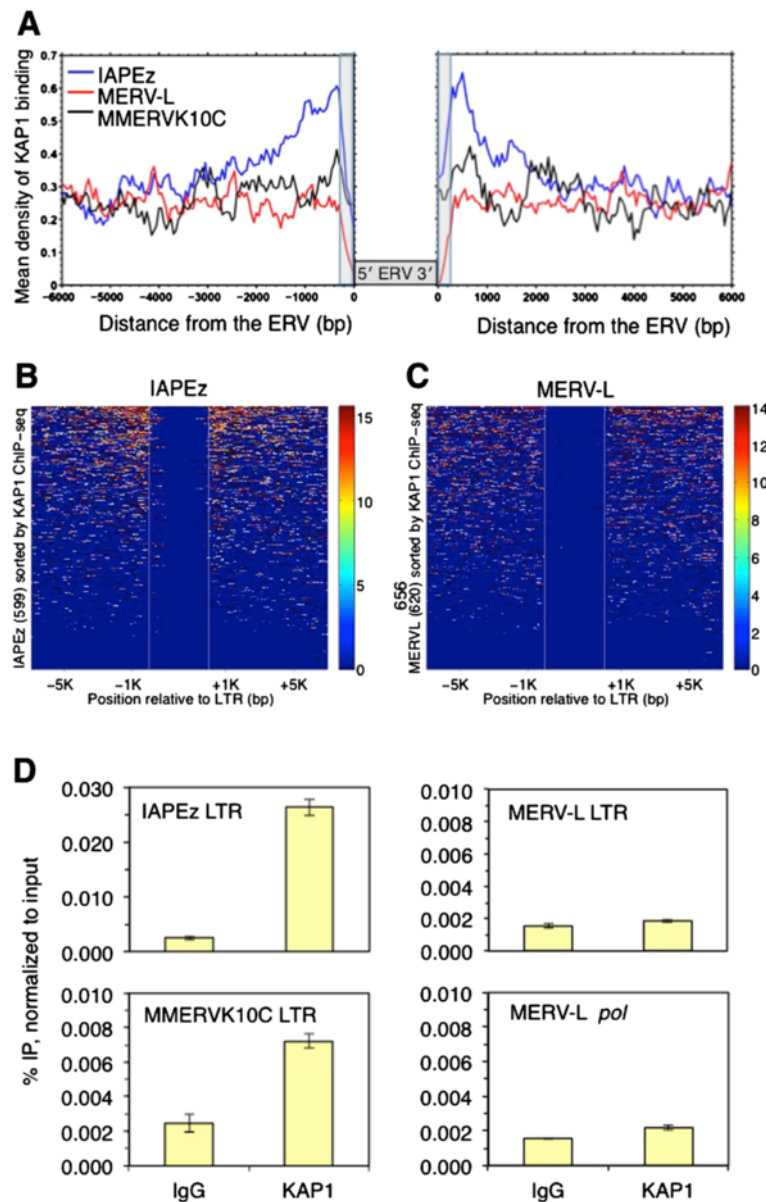 A
Mean density of KAP1 binding
0.7
0.6
0.5
0.4
0.3
0.2
0.1
0
IAPEz
MERV-L
MMERVK10C
-6000 -5000 -4000 -3000 -2000 -1000 0
5′ ERV 3′
0 1000 2000 3000 4000 5000 6000
Distance from the ERV (bp)
Distance from the ERV (bp)
B
IAPEz
IAPEz (599) sorted by KAP1 ChIP-seq
15
10
5
0
−5K −1K +1K +5K
Position relative to LTR (bp)
C
MERV-L
656
MERVL (620) sorted by KAP1 ChIP-seq
14
12
10
8
6
4
2
0
−5K −1K +1K +5K
Position relative to LTR (bp)
D
% IP, normalized to input
0.030
0.020
0.010
0.000
IAPEz LTR
0.010
0.008
0.006
0.004
0.002
0.000
MERV-L LTR
0.010
0.008
0.006
0.004
0.002
0.000
MMERVK10C LTR
IgG KAP1
0.010
0.008
0.006
0.004
0.002
0.000
MERV-L pol
IgG KAP1